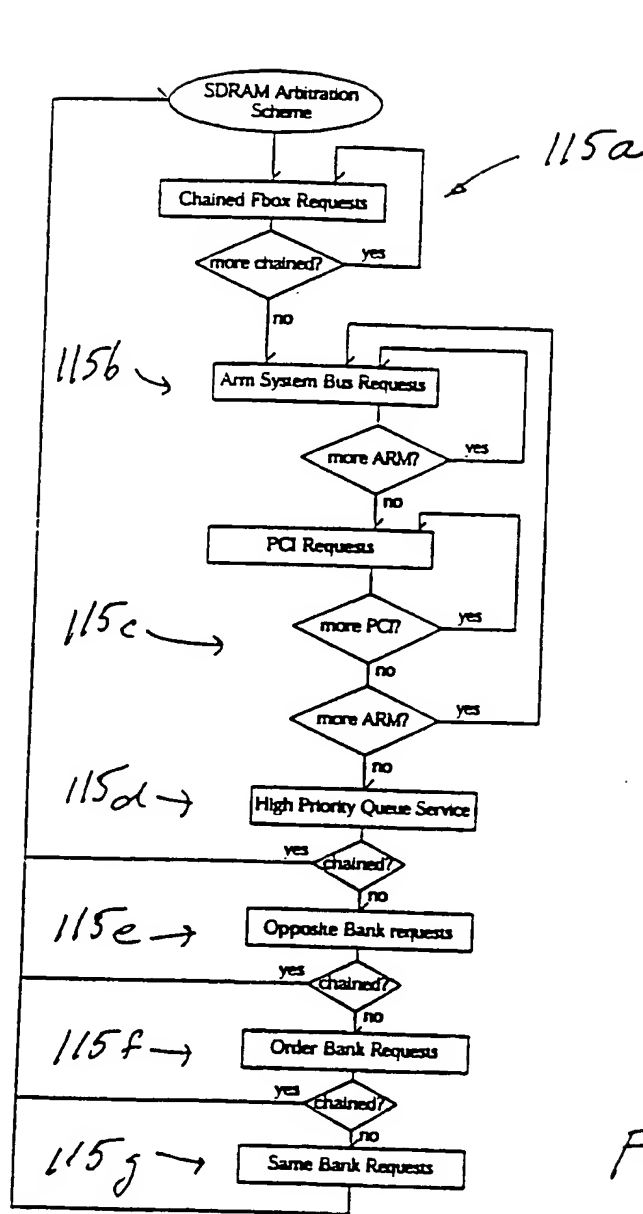 SDRAM Arbitration
Scheme
115a
Chained Fbox Requests
more chained?
yes
no
115b
Arm System Bus Requests
more ARM?
yes
no
PCI Requests
115c
more PCI?
yes
no
more ARM?
yes
no
115d
High Priority Queue Service
yes
chained?
no
115e
Opposite Bank requests
yes
chained?
no
115f
Order Bank Requests
yes
chained?
no
115g
Same Bank Requests
F